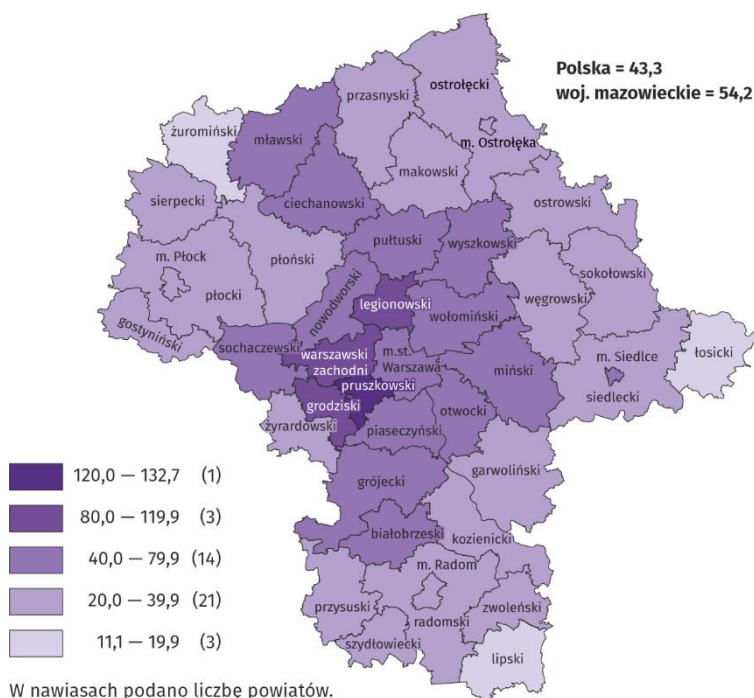 Polska = 43,3
woj. mazowieckie = 54,2
ostrołęcki
przasnyski
żuromiński
mławski
m. Ostrołęka
makowski
ciechanowski
sierpecki
ostrowski
pułtuski
wyszkowski
płoński
m. Płock
sokołowski
nowodworski
legionowski
węgrowski
płocki
wołomiński
gostyniński
sochaczewski
warszawski
zachodni
m.st.
Warszawa
m. Siedlce
łosicki
miński
pruszkowski
siedlecki
grodziski
otwocki
żyrardowski
piaseczyński
garwoliński
grójecki
białobrzeski
kozienicki
m. Radom
przysuski
zwoleński
radomski
szydłowiecki
lipski
120,0 — 132,7 (1)
80,0 — 119,9 (3)
40,0 — 79,9 (14)
20,0 — 39,9 (21)
11,1 — 19,9 (3)
W nawiasach podano liczbę powiatów.